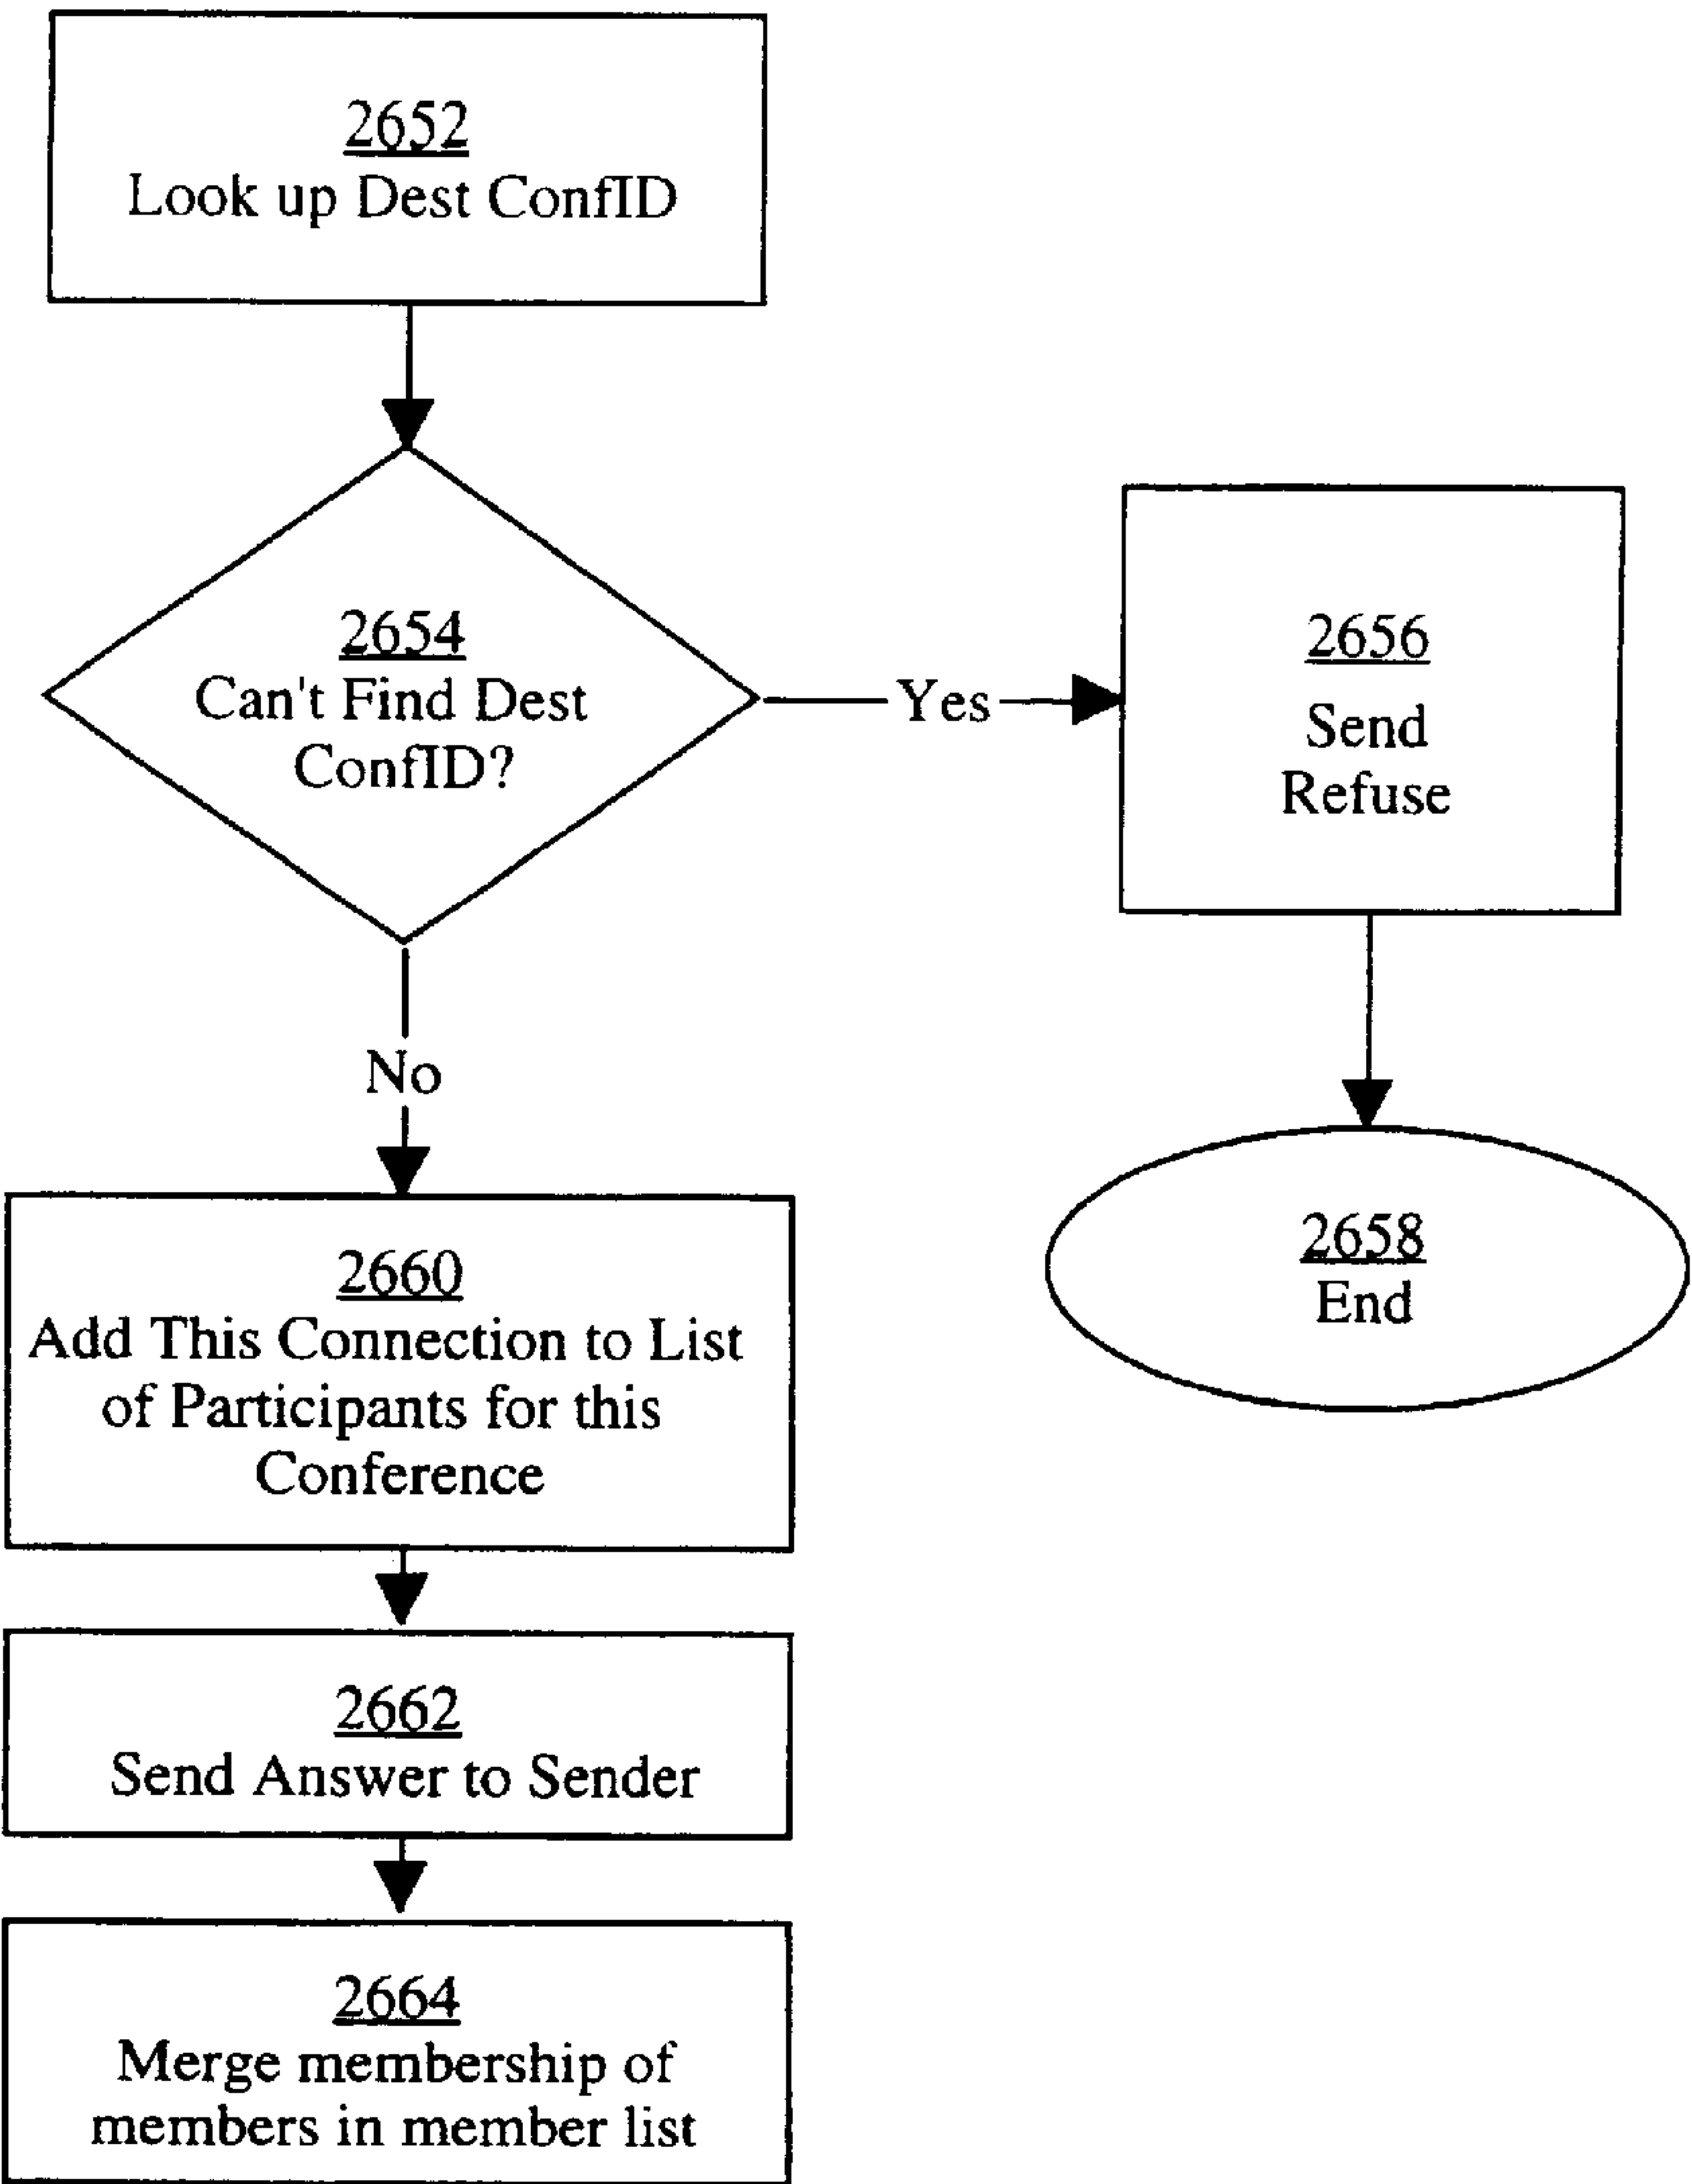 2652
Look up Dest ConfID
2654
Can't Find Dest
ConfID?
Yes
2656
Send
Refuse
No
2658
End
2660
Add This Connection to List
of Participants for this
Conference
2662
Send Answer to Sender
2664
Merge membership of
members in member list